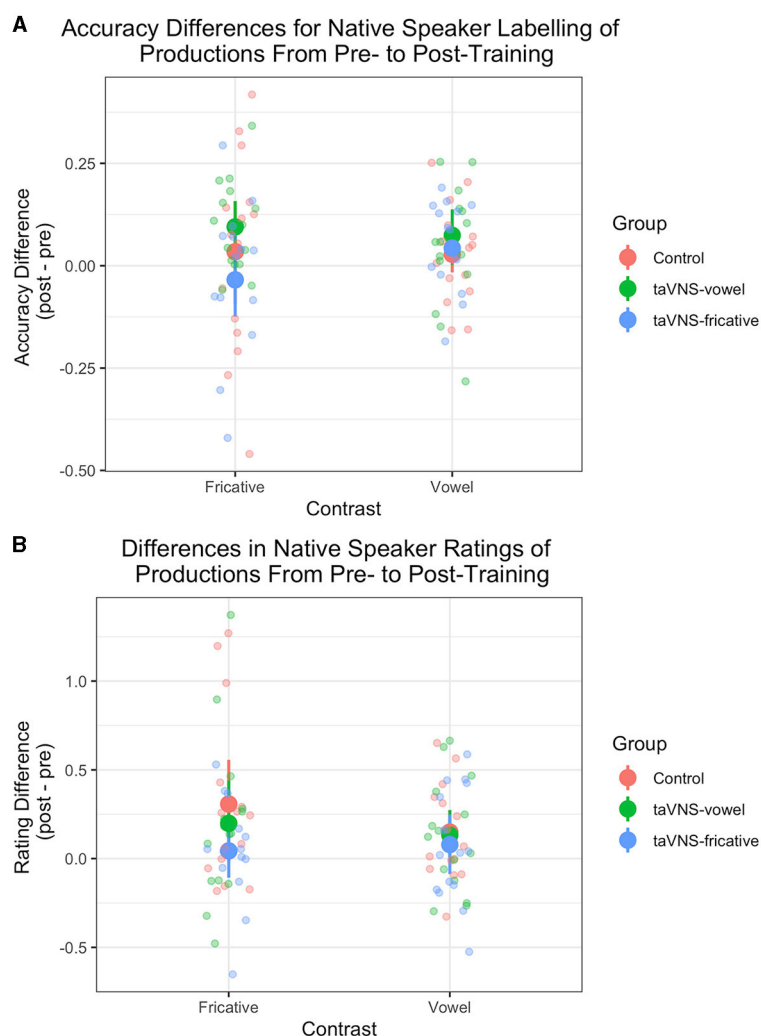 A
Accuracy Differences for Native Speaker Labelling of
Productions From Pre- to Post-Training
Accuracy Difference
(post - pre)
0.25
0.00
-0.25
-0.50
Fricative
Vowel
Contrast
Group
Control
taVNS-vowel
taVNS-fricative
B
Differences in Native Speaker Ratings of
Productions From Pre- to Post-Training
Rating Difference
(post - pre)
1.0
0.5
0.0
-0.5
Fricative
Vowel
Contrast
Group
Control
taVNS-vowel
taVNS-fricative